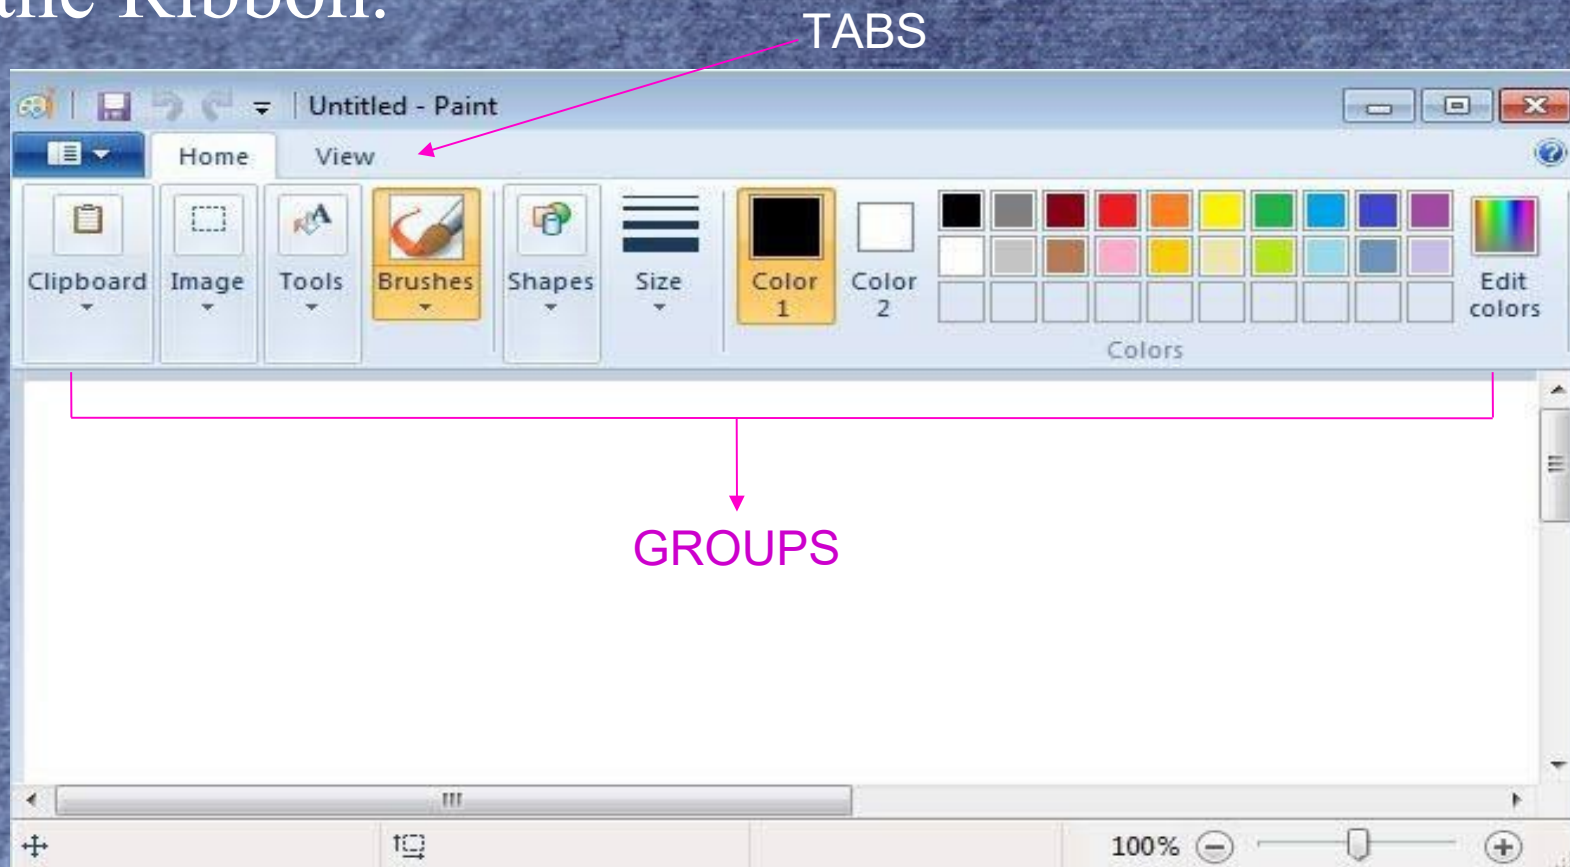 the Ribbon.
TABS
Untitled - Paint
Home View
Clipboard Image Tools Brushes Shapes Size Color 1 Color 2 Edit colors
Colors
GROUPS
100%